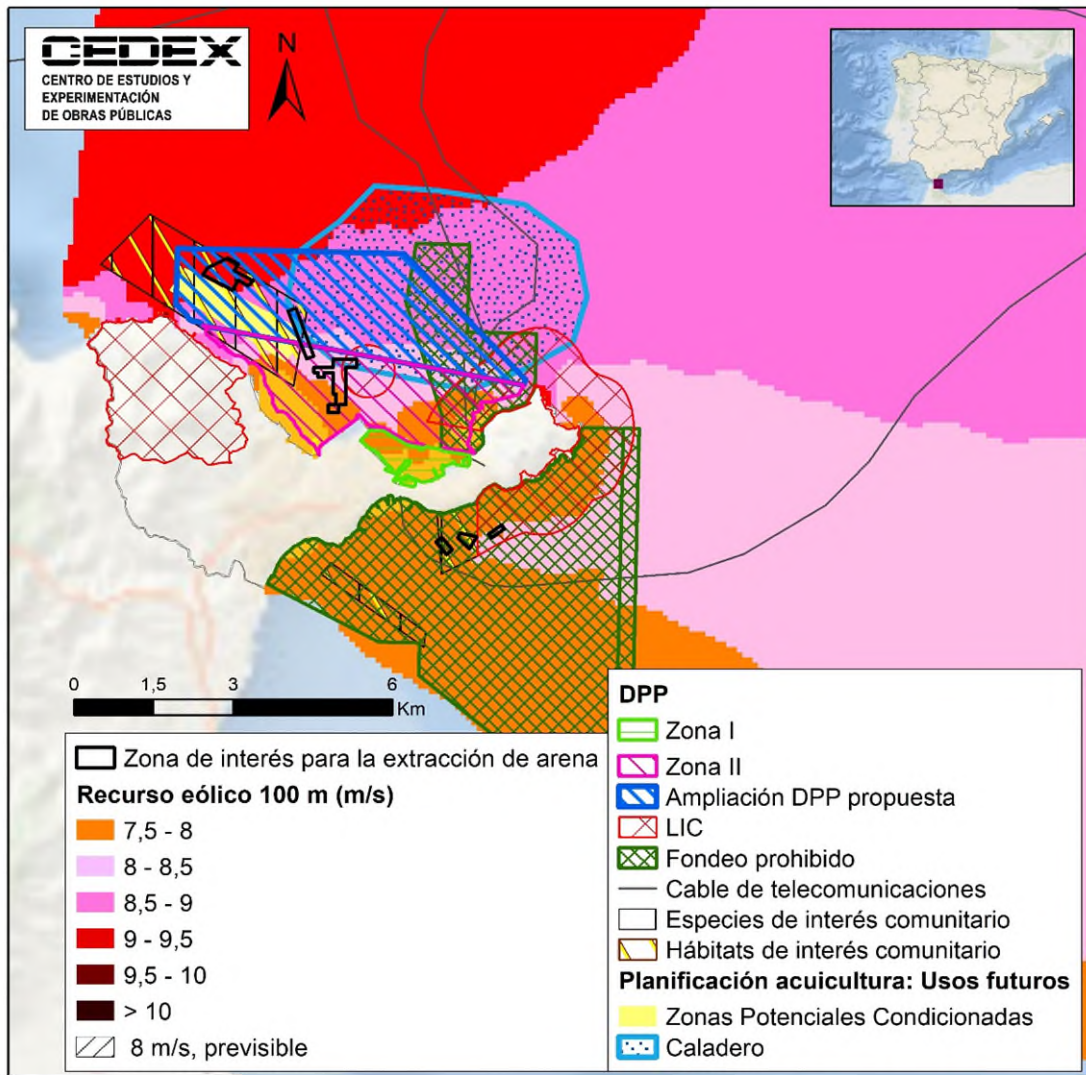 CEDEX
CENTRO DE ESTUDIOS Y
EXPERIMENTACIÓN
DE OBRAS PÚBLICAS
N
0 1,5 3 6
Km
Zona de interés para la extracción de arena
Recurso eólico 100 m (m/s)
7,5 - 8
8 - 8,5
8,5 - 9
9 - 9,5
9,5 - 10
> 10
8 m/s, previsible
DPP
Zona I
Zona II
Ampliación DPP propuesta
LIC
Fondeo prohibido
Cable de telecomunicaciones
Especies de interés comunitario
Hábitats de interés comunitario
Planificación acuicultura: Usos futuros
Zonas Potenciales Condicionadas
Caladero